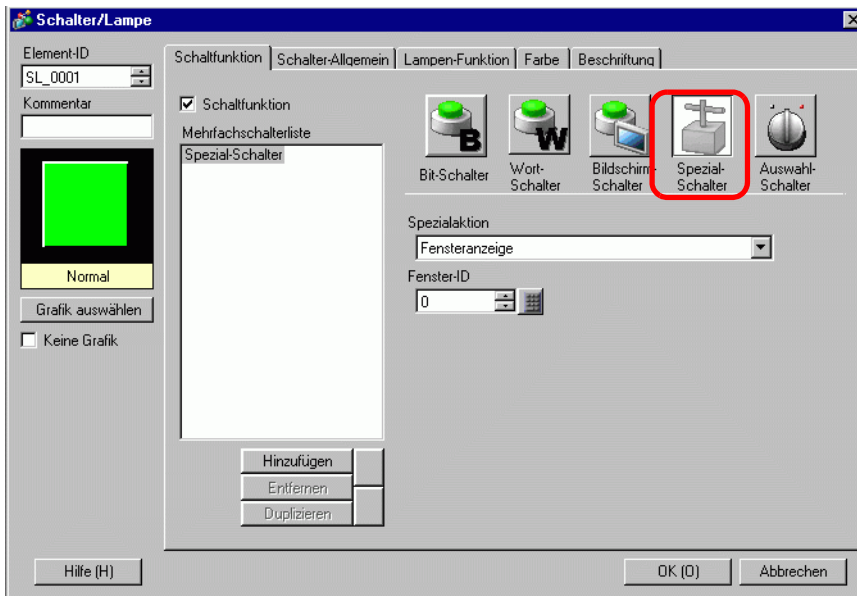 Schalter/Lampe
Element-ID
SL_0001
Kommentar
Normal
Grafik auswählen
Keine Grafik
Schaltfunktion
Schalter-Allgemein
Lampen-Funktion
Farbe
Beschriftung
Schaltfunktion
Mehrfachschalterliste
Spezial-Schalter
Hinzufügen
Entfernen
Duplizieren
B
Bit-Schalter
W
Wort-
Schalter
Bildschirm-
Schalter
Spezial-
Schalter
Auswahl-
Schalter
Spezialaktion
Fensteranzeige
Fenster-ID
0
Hilfe (H)
OK (O)
Abbrechen